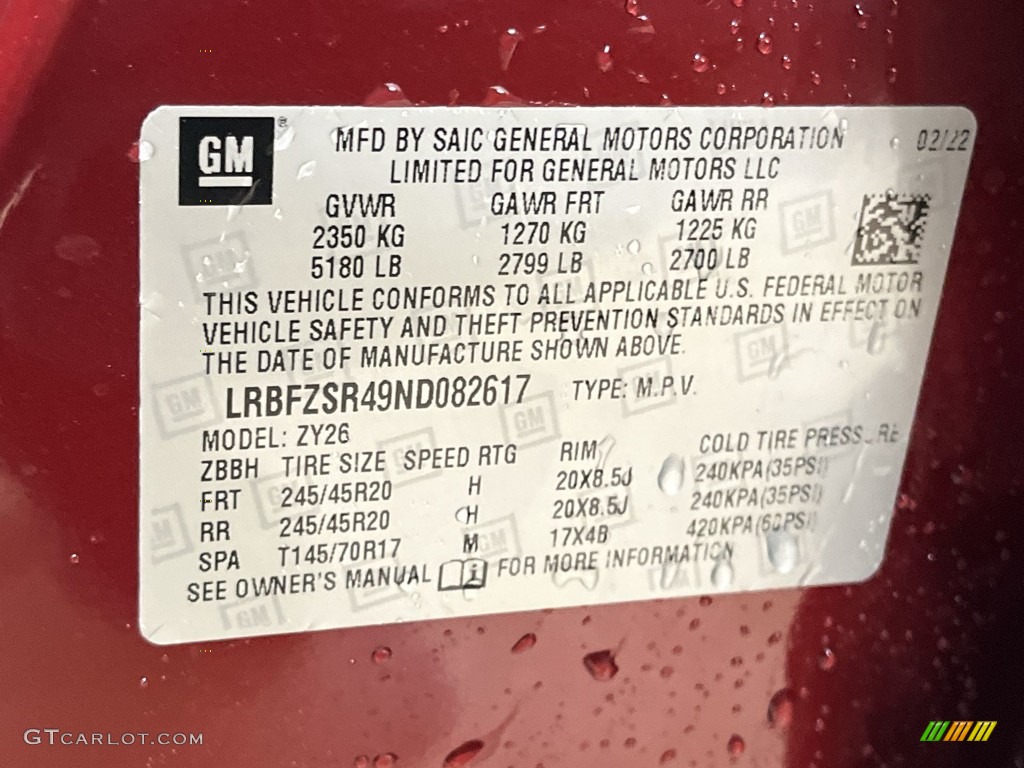 GM®
MFD BY SAIC GENERAL MOTORS CORPORATION 02/22
LIMITED FOR GENERAL MOTORS LLC
GVWR GAWR FRT GAWR RR
2350 KG 1270 KG 1225 KG
5180 LB 2799 LB 2700 LB
THIS VEHICLE CONFORMS TO ALL APPLICABLE U.S. FEDERAL MOTOR
VEHICLE SAFETY AND THEFT PREVENTION STANDARDS IN EFFECT ON
THE DATE OF MANUFACTURE SHOWN ABOVE.
LRBFZSR49ND082617 TYPE: M.P.V.
MODEL: ZY26
ZBBH TIRE SIZE SPEED RTG RIM COLD TIRE PRESSURE
FRT 245/45R20 H 20X8.5J 240KPA(35PSI)
RR 245/45R20 H 20X8.5J 240KPA(35PSI)
SPA T145/70R17 M 17X4B 420KPA(60PSI)
SEE OWNER'S MANUAL FOR MORE INFORMATION
GTCARLOT.COM